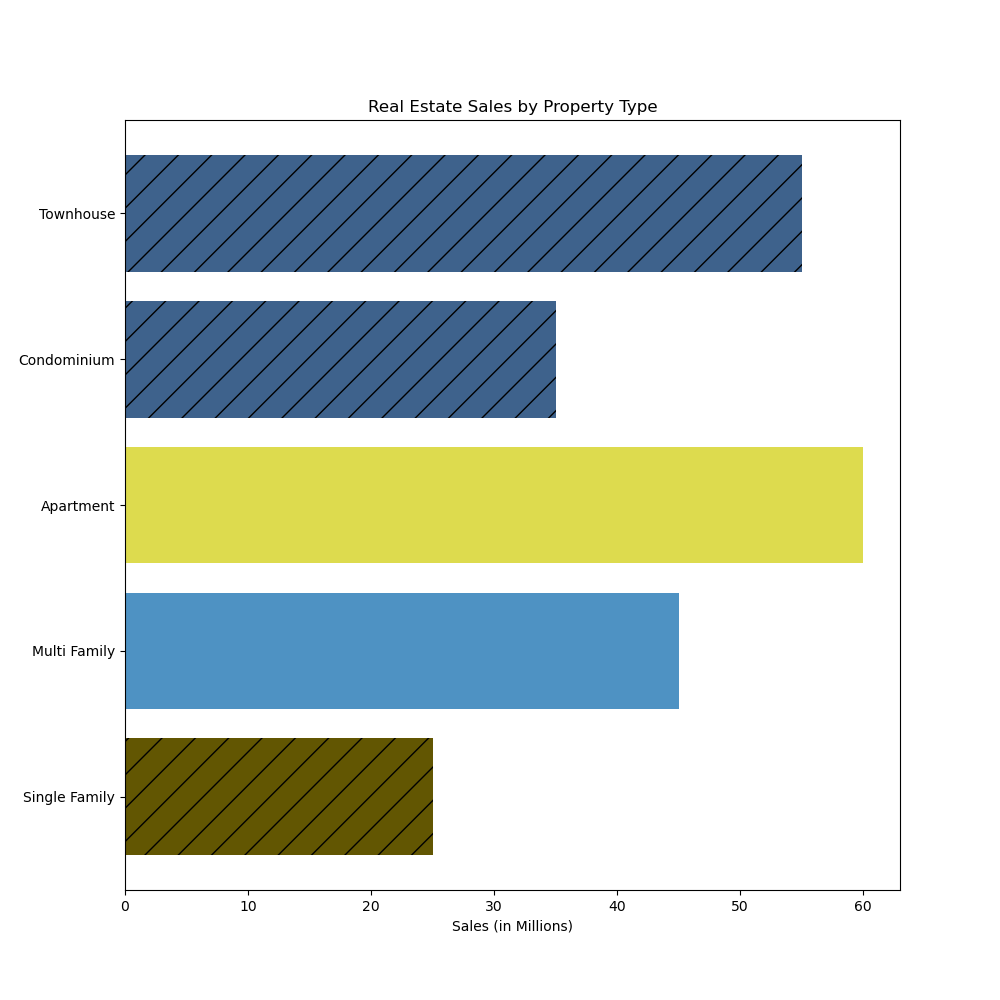 Real Estate Sales by Property Type
Townhouse
Condominium
Apartment
Multi Family
Single Family
0 10 20 30 40 50 60
Sales (in Millions)